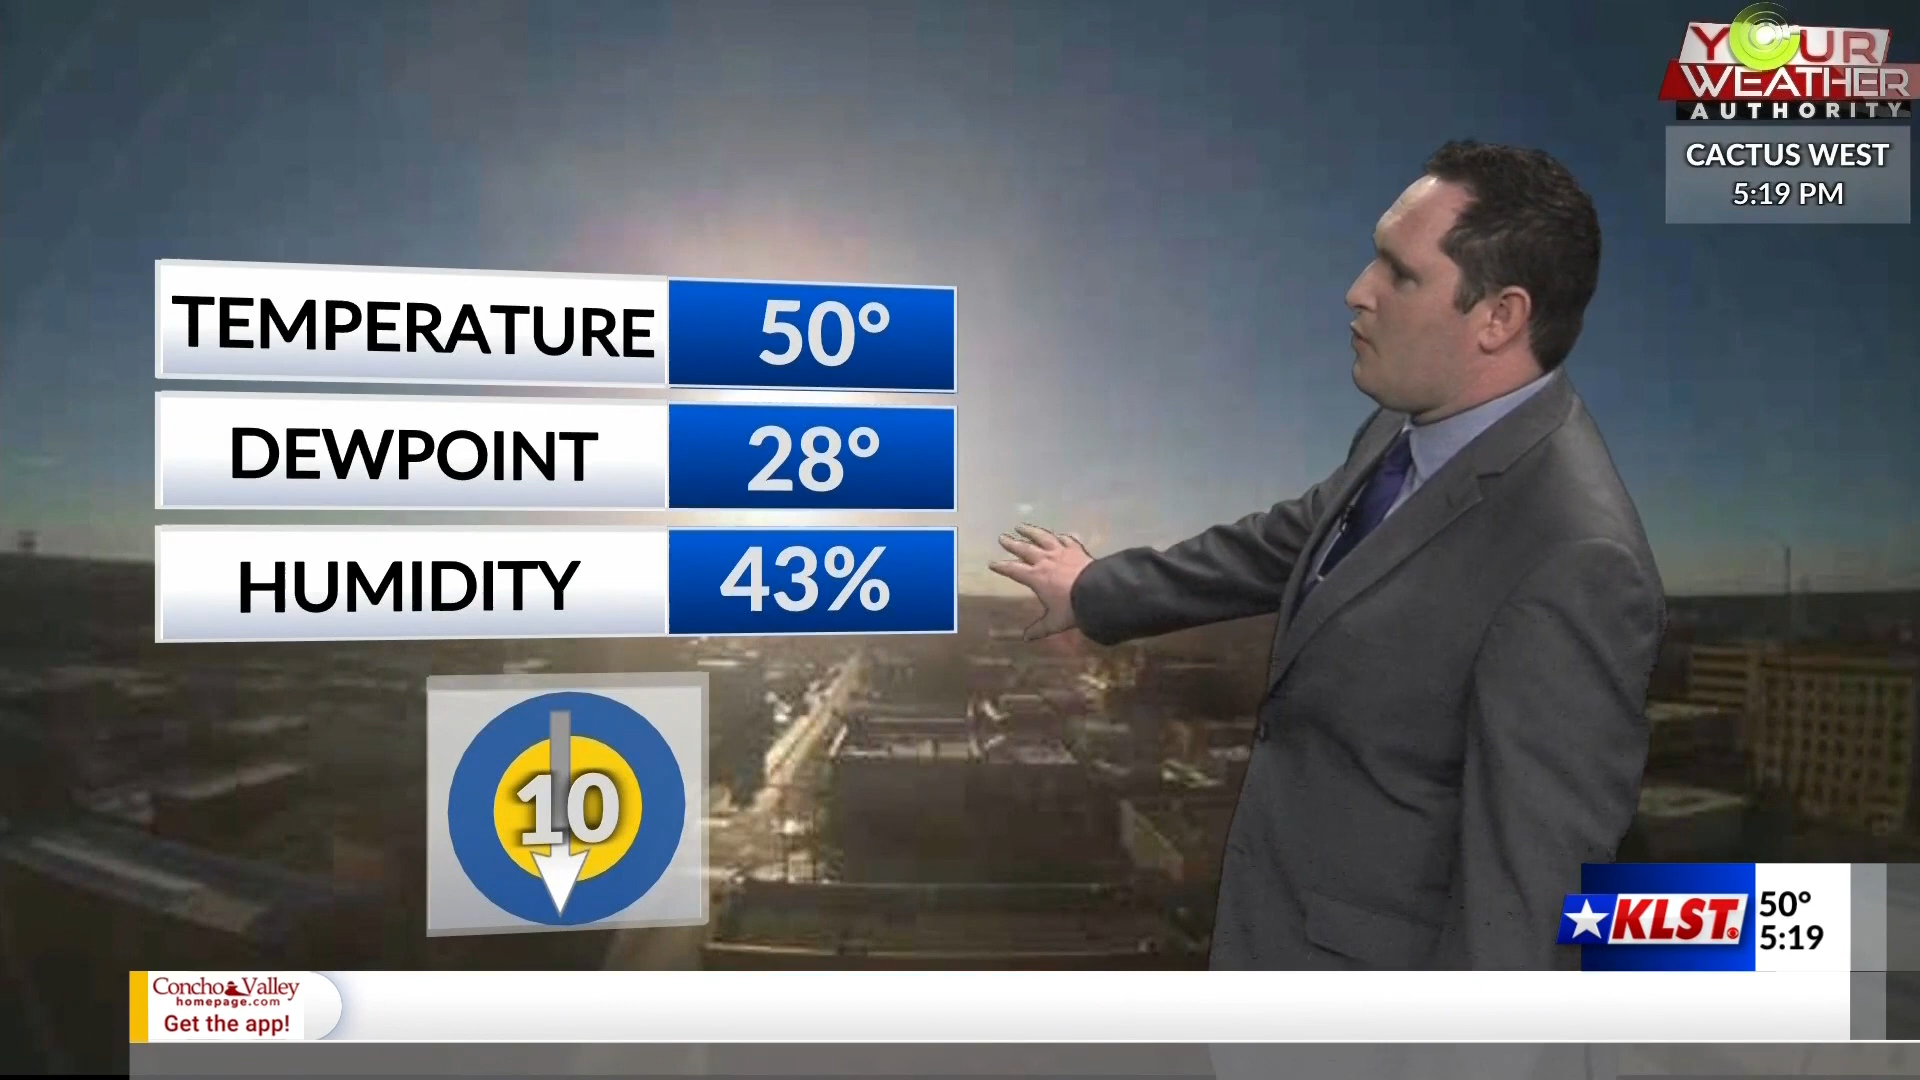 YOUR
WEATHER
AUTHORITY
CACTUS WEST
5:19 PM
TEMPERATURE 50°
DEWPOINT 28°
HUMIDITY 43%
10
KLST 50°
5:19
Concho Valley
homepage.com
Get the app!